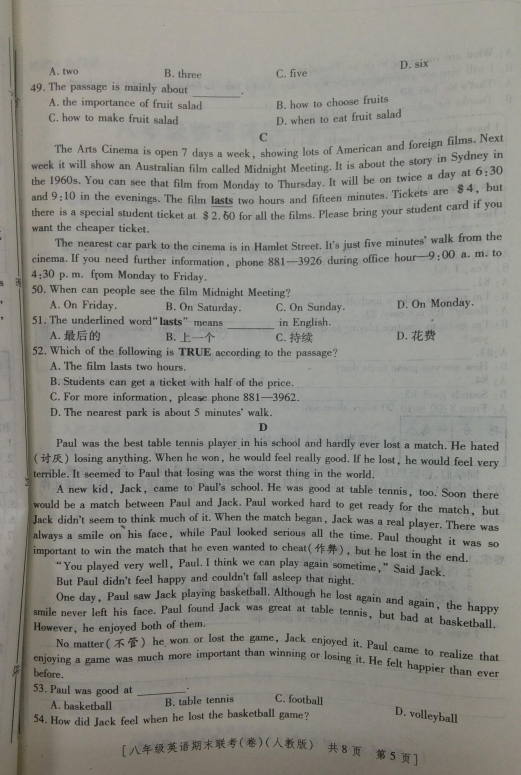 A. two B. three C. five D. six
49. The passage is mainly about ________.
A. the importance of fruit salad B. how to choose fruits
C. how to make fruit salad D. when to eat fruit salad
C
The Arts Cinema is open 7 days a week, showing lots of American and foreign films. Next
week it will show an Australian film called Midnight Meeting. It is about the story in Sydney in
the 1960s. You can see that film from Monday to Thursday. It will be on twice a day at 6:30
and 9:10 in the evenings. The film lasts two hours and fifteen minutes. Tickets are $4, but
there is a special student ticket at $2.60 for all the films. Please bring your student card if you
want the cheaper ticket.
The nearest car park to the cinema is in Hamlet Street. It's just five minutes' walk from the
cinema. If you need further information, phone 881—3926 during office hour—9:00 a. m. to
4:30 p. m. from Monday to Friday.
50. When can people see the film Midnight Meeting?
A. On Friday. B. On Saturday. C. On Sunday. D. On Monday.
51. The underlined word"lasts" means ________ in English.
A. 最后的 B. 上一个 C. 持续 D. 花费
52. Which of the following is TRUE according to the passage?
A. The film lasts two hours.
B. Students can get a ticket with half of the price.
C. For more information, please phone 881—3962.
D. The nearest park is about 5 minutes' walk.
D
Paul was the best table tennis player in his school and hardly ever lost a match. He hated
(讨厌) losing anything. When he won, he would feel really good. If he lost, he would feel very
terrible. It seemed to Paul that losing was the worst thing in the world.
A new kid, Jack, came to Paul's school. He was good at table tennis, too. Soon there
would be a match between Paul and Jack. Paul worked hard to get ready for the match, but
Jack didn't seem to think much of it. When the match began, Jack was a real player. There was
always a smile on his face, while Paul looked serious all the time. Paul thought it was so
important to win the match that he even wanted to cheat(作弊), but he lost in the end.
"You played very well, Paul. I think we can play again sometime," Said Jack.
But Paul didn't feel happy and couldn't fall asleep that night.
One day, Paul saw Jack playing basketball. Although he lost again and again, the happy
smile never left his face. Paul found Jack was great at table tennis, but bad at basketball.
However, he enjoyed both of them.
No matter(不管) he won or lost the game, Jack enjoyed it. Paul came to realize that
enjoying a game was much more important than winning or losing it. He felt happier than ever
before.
53. Paul was good at ________.
A. basketball B. table tennis C. football D. volleyball
54. How did Jack feel when he lost the basketball game?
[八年级英语期末联考(卷)(人教版) 共8页 第5页]